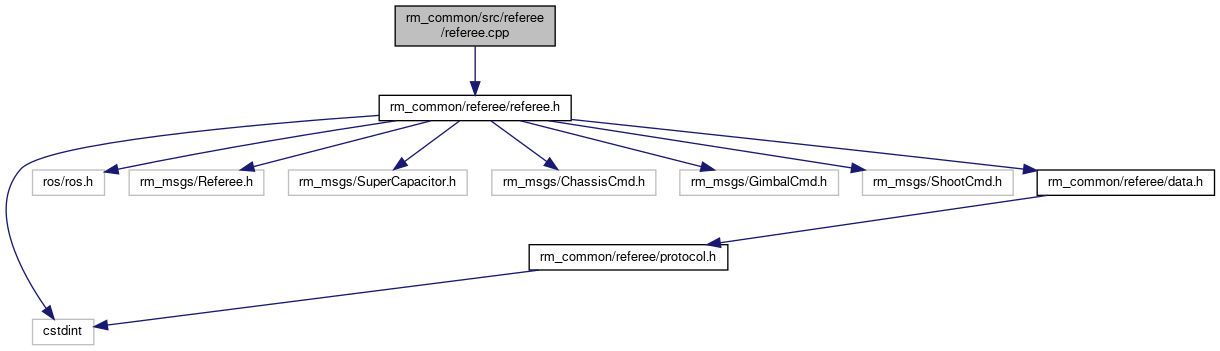 rm_common/src/referee
/referee.cpp
rm_common/referee/referee.h
ros/ros.h
rm_msgs/Referee.h
rm_msgs/SuperCapacitor.h
rm_msgs/ChassisCmd.h
rm_msgs/GimbalCmd.h
rm_msgs/ShootCmd.h
rm_common/referee/data.h
rm_common/referee/protocol.h
cstdint